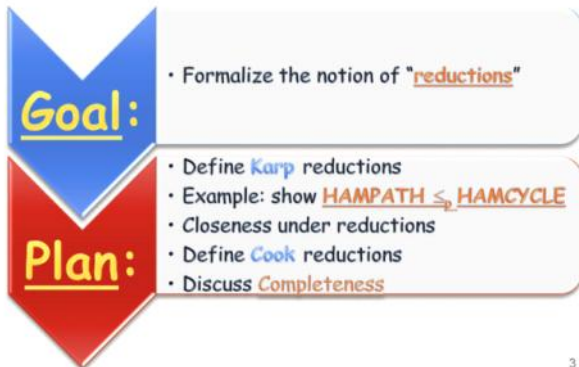 Goal:
• Formalize the notion of “reductions”
Plan:
• Define Karp reductions
• Example: show HAMPATH ≤p HAMCYCLE
• Closeness under reductions
• Define Cook reductions
• Discuss Completeness
3